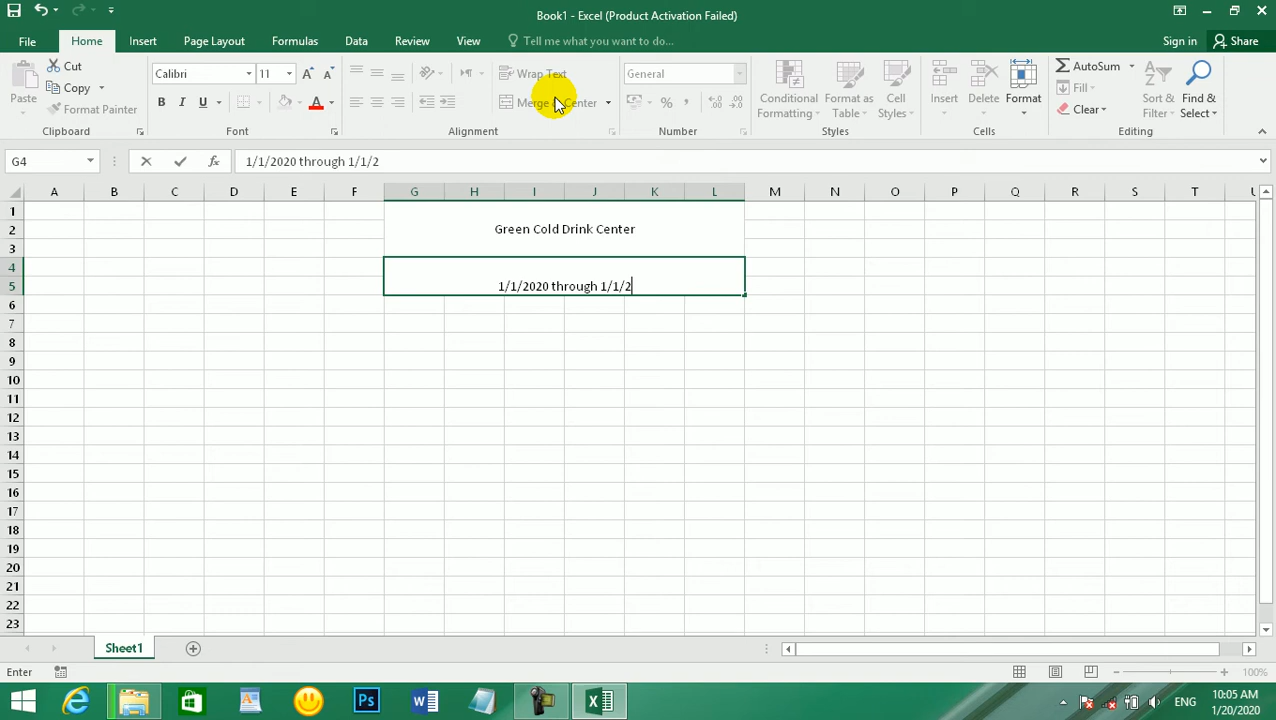 Book1 - Excel (Product Activation Failed)
File Home Insert Page Layout Formulas Data Review View Tell me what you want to do... Sign in Share
Cut
Copy
Format Painter
Paste
Clipboard
Calibri 11
B I U A
Font
Wrap Text
Merge & Center
Alignment
General
%
Number
Conditional Formatting
Format as Table
Cell Styles
Styles
Insert Delete Format
Cells
AutoSum
Fill
Clear
Sort & Filter
Find & Select
Editing
G4 fx 1/1/2020 through 1/1/2
A B C D E F G H I J K L M N O P Q R S T U
1
2 Green Cold Drink Center
3
4
5 1/1/2020 through 1/1/2
6
7
8
9
10
11
12
13
14
15
16
17
18
19
20
21
22
23
Sheet1
Enter 100%
ENG 10:05 AM
1/20/2020